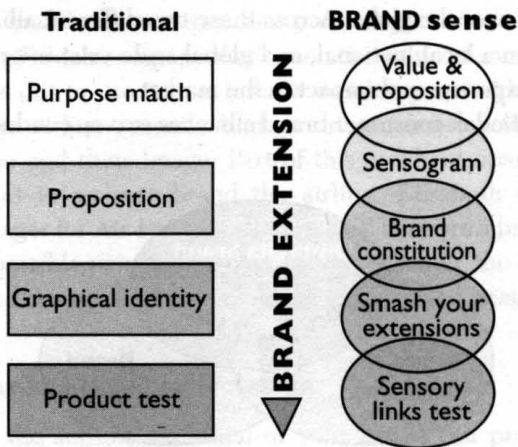 Traditional
Purpose match
Proposition
Graphical identity
Product test
BRAND EXTENSION
BRAND sense
Value &
proposition
Sensogram
Brand
constitution
Smash your
extensions
Sensory
links test